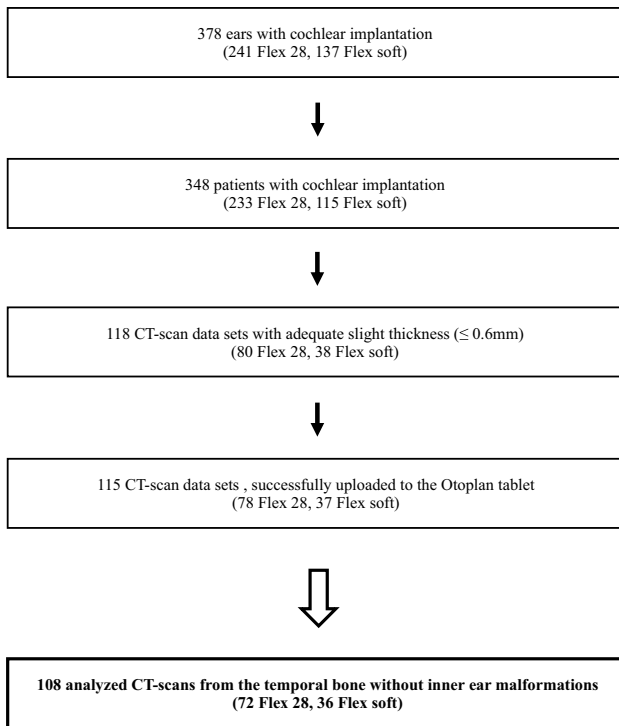 378 ears with cochlear implantation
(241 Flex 28, 137 Flex soft)
348 patients with cochlear implantation
(233 Flex 28, 115 Flex soft)
118 CT-scan data sets with adequate slight thickness (≤ 0.6mm)
(80 Flex 28, 38 Flex soft)
115 CT-scan data sets , successfully uploaded to the Otoplan tablet
(78 Flex 28, 37 Flex soft)
108 analyzed CT-scans from the temporal bone without inner ear malformations
(72 Flex 28, 36 Flex soft)